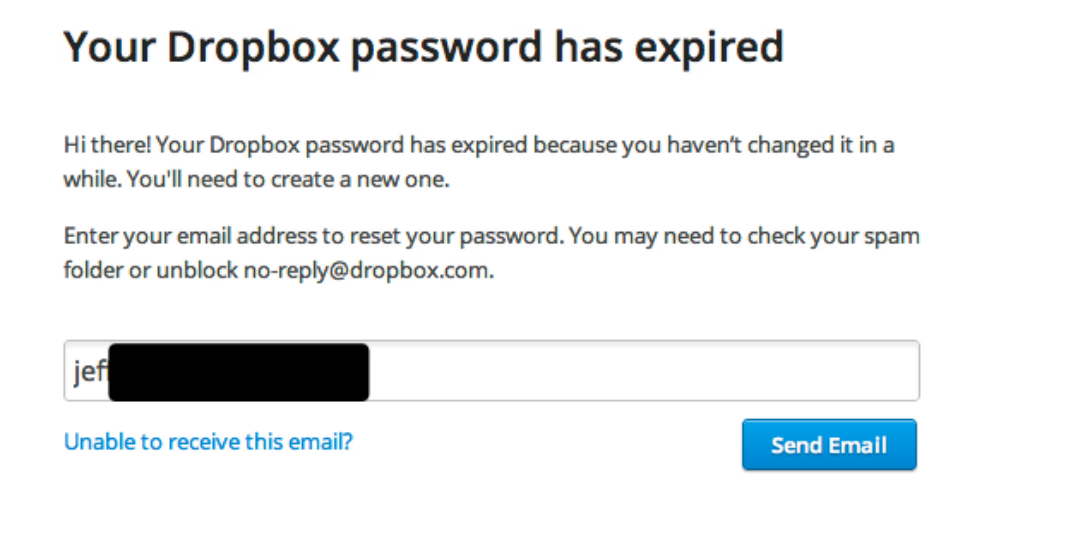 Your Dropbox password has expired
Hi there! Your Dropbox password has expired because you haven't changed it in a
while. You'll need to create a new one.
Enter your email address to reset your password. You may need to check your spam
folder or unblock no-reply@dropbox.com.
jef
Unable to receive this email?
Send Email